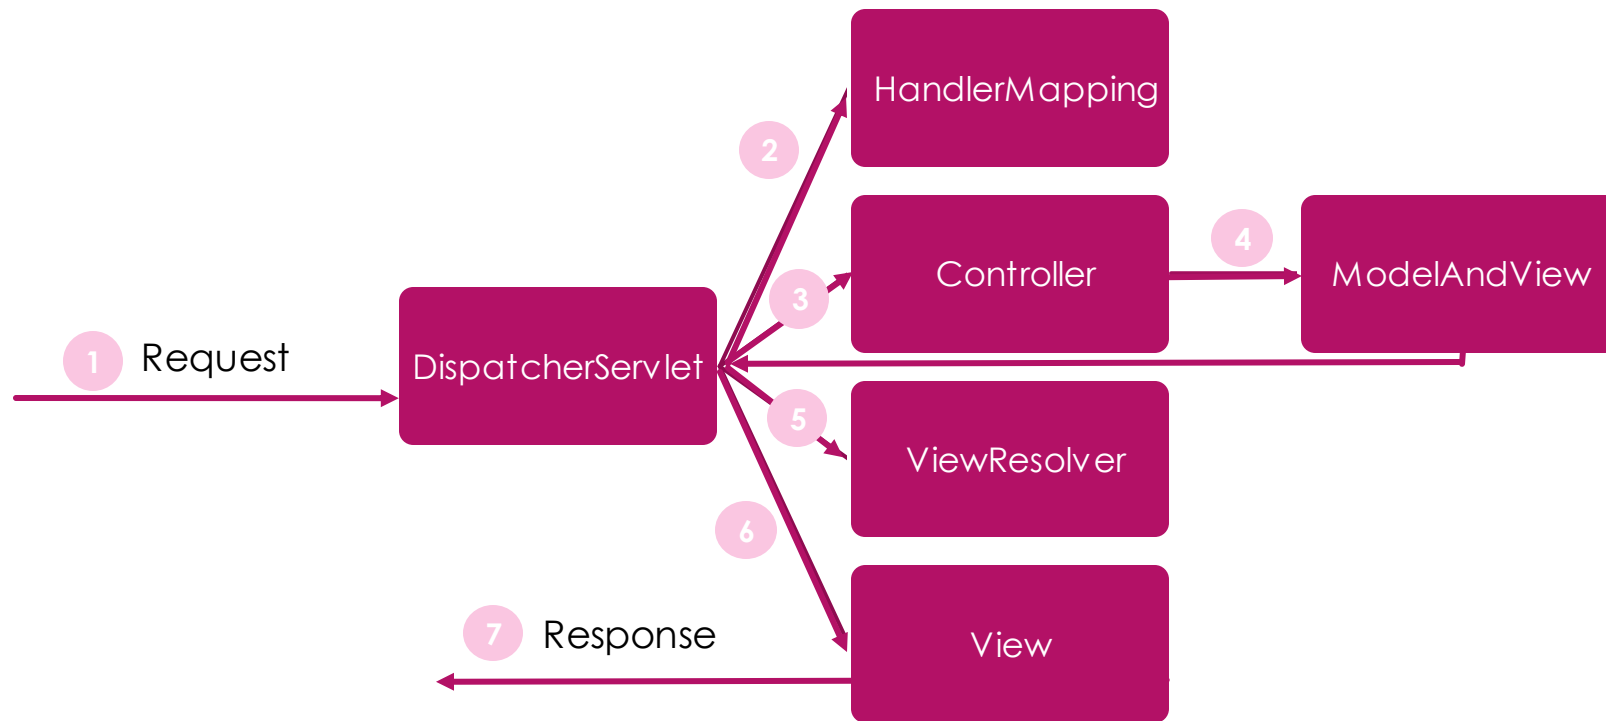 HandlerMapping
2
Controller
4
ModelAndView
3
1 Request
DispatcherServlet
5
ViewResolver
6
7 Response
View